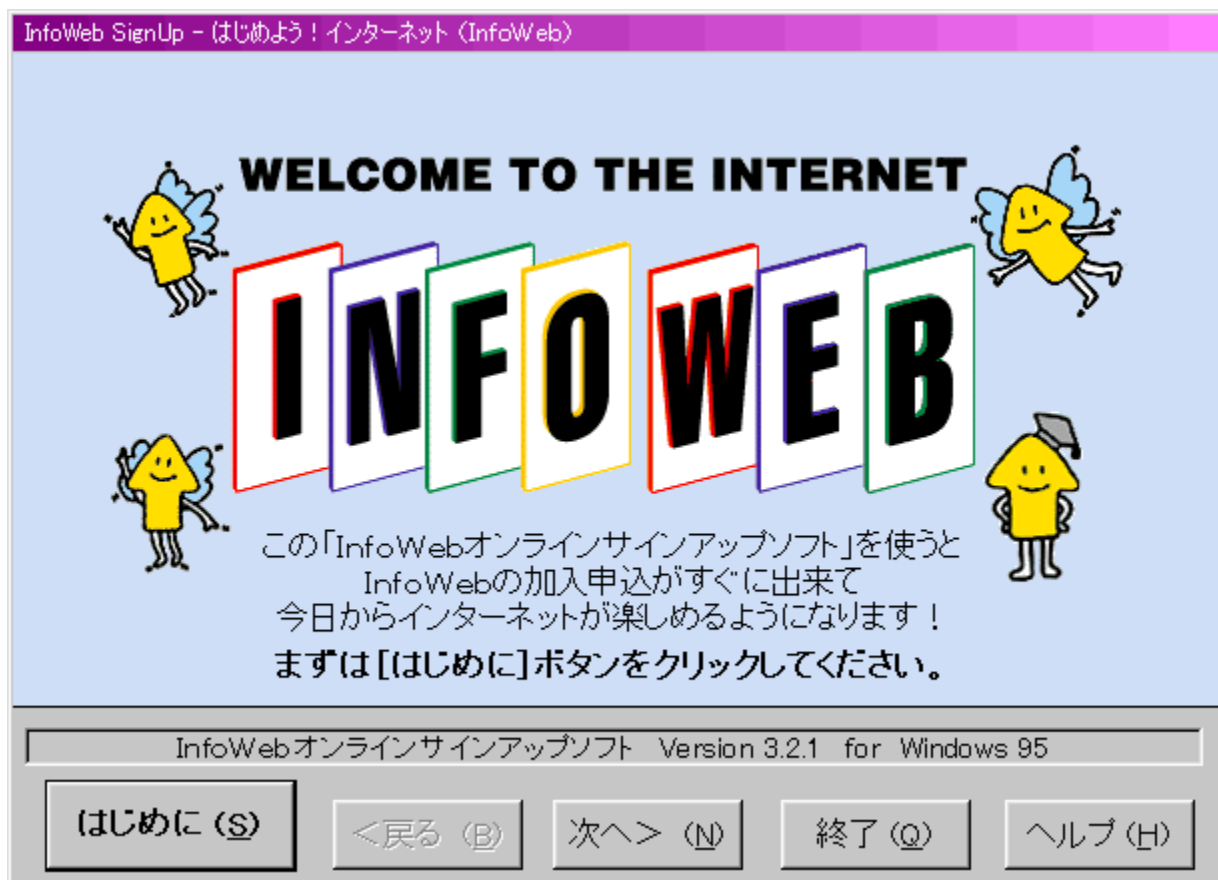 InfoWeb SignUp - はじめよう！インターネット（InfoWeb）
WELCOME TO THE INTERNET
INFOWEB
この「InfoWebオンラインサインアップソフト」を使うと
InfoWebの加入申込がすぐに出来て
今日からインターネットが楽しめるようになります！
まずは[はじめに]ボタンをクリックしてください。
InfoWebオンラインサインアップソフト Version 3.2.1 for Windows 95
はじめに (S) ＜戻る (B) 次へ＞ (N) 終了 (Q) ヘルプ (H)